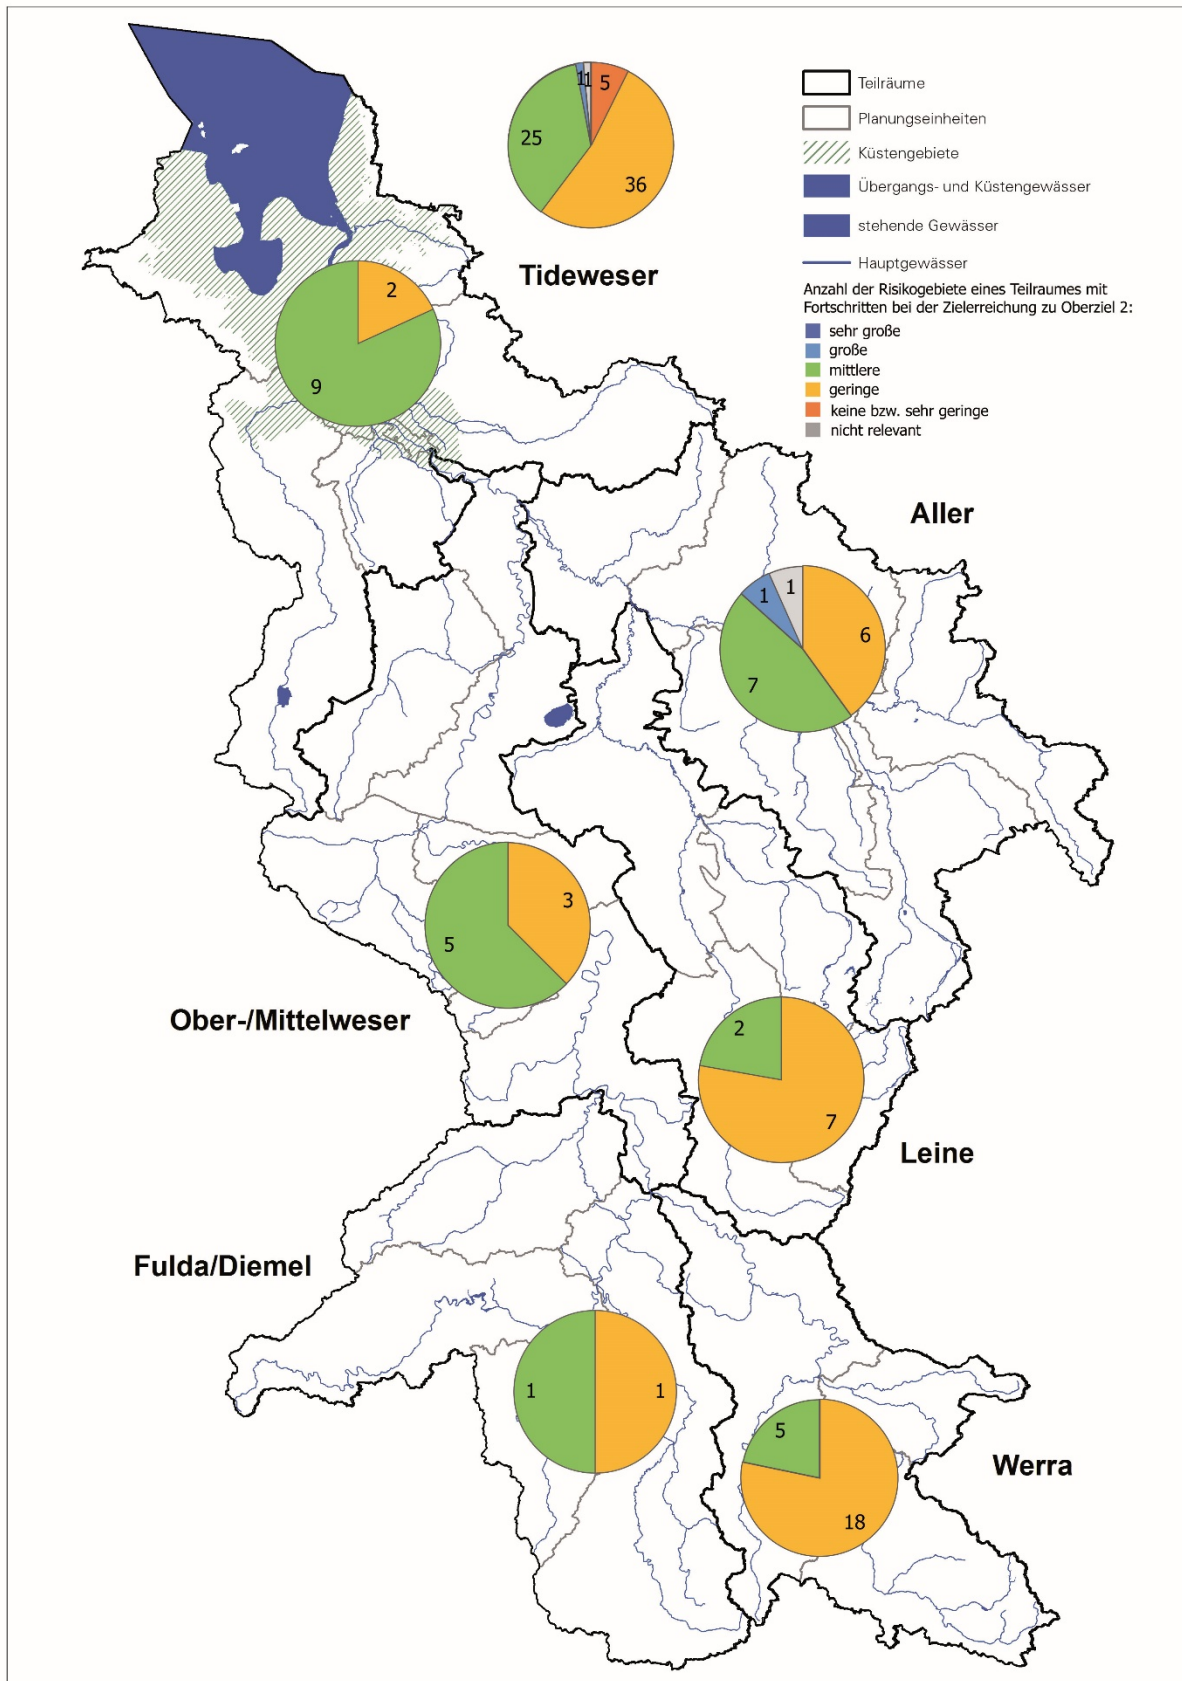 1
1
5
25
36
Teilräume
Planungseinheiten
Küstengebiete
Übergangs- und Küstengewässer
stehende Gewässer
Hauptgewässer
Anzahl der Risikogebiete eines Teilraumes mit
Fortschritten bei der Zielerreichung zu Oberziel 2:
sehr große
große
mittlere
geringe
keine bzw. sehr geringe
nicht relevant
Tideweser
2
9
Aller
1
1
6
7
3
5
Ober-/Mittelweser
2
7
Leine
Fulda/Diemel
1
1
5
18
Werra